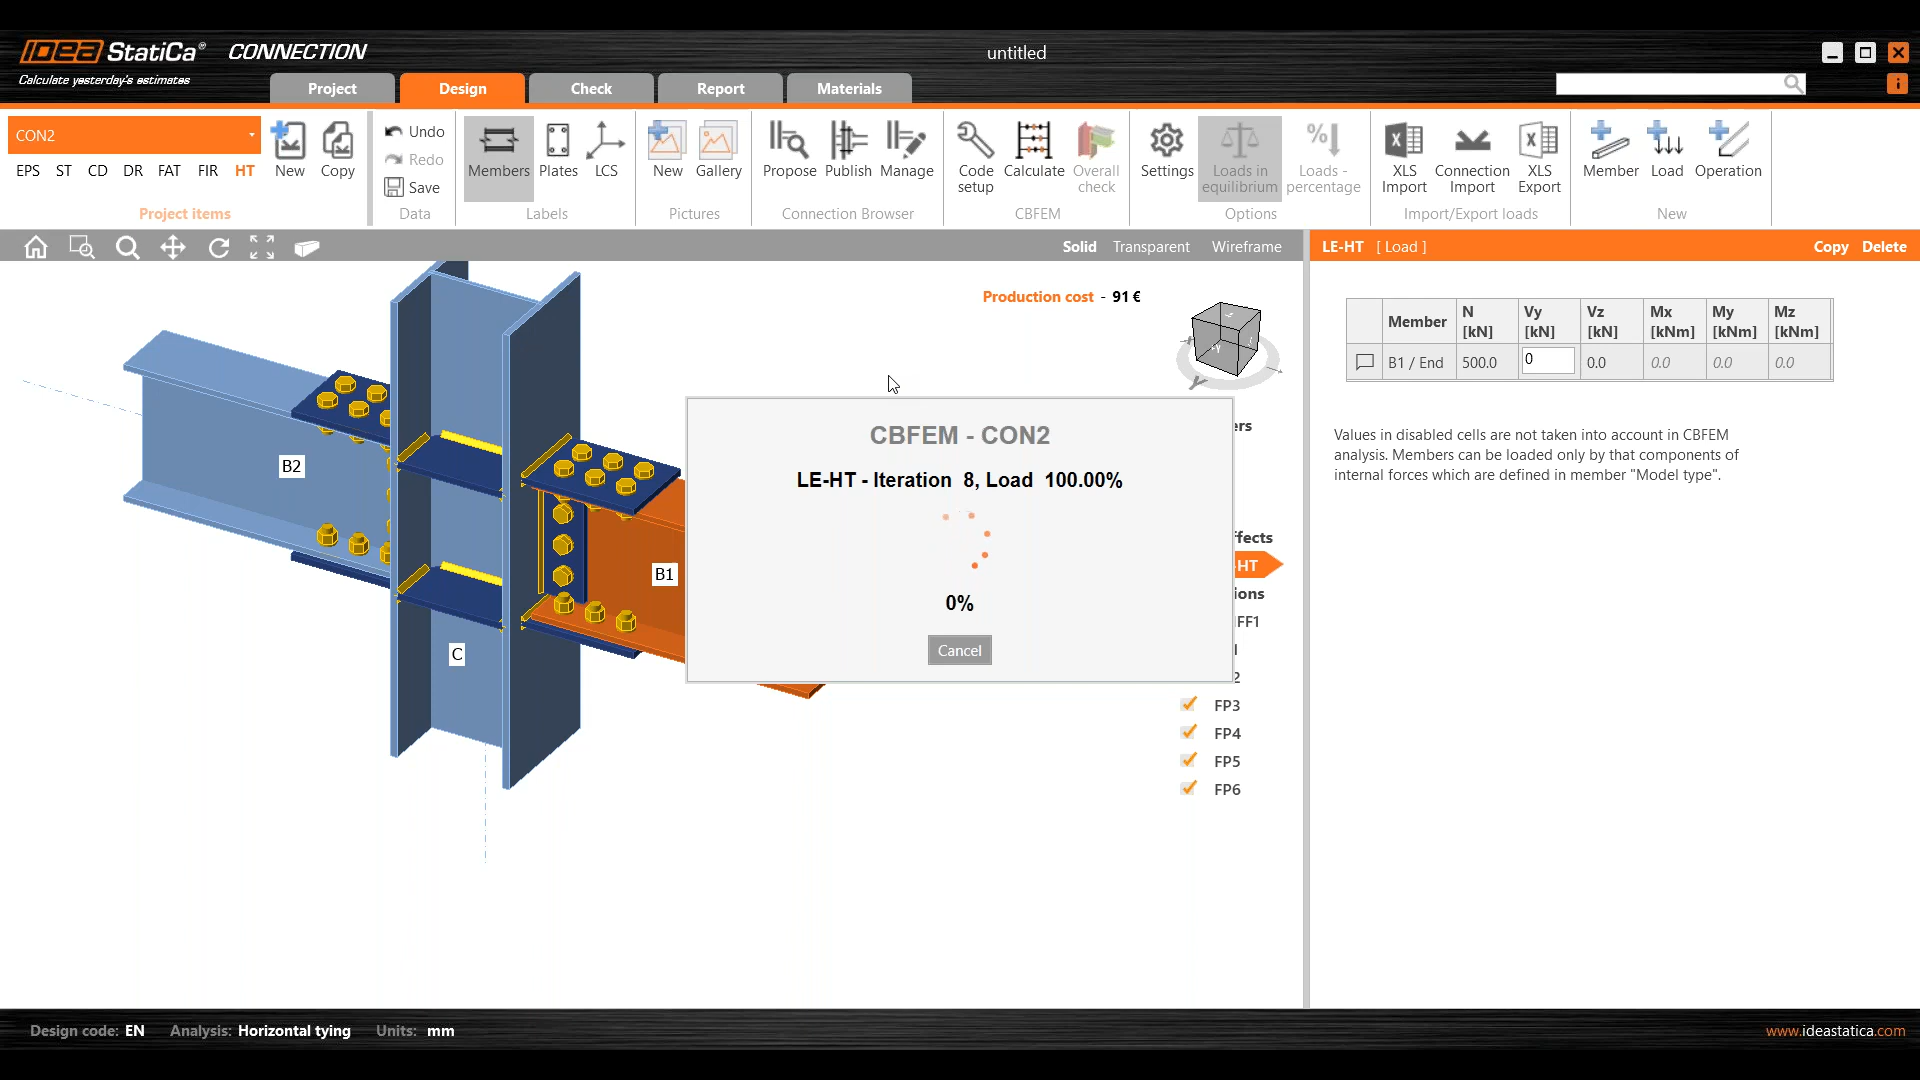 IDEA StatiCa® CONNECTION
Calculate yesterday's estimates
untitled
Project Design Check Report Materials
CON2
EPS ST CD DR FAT FIR HT
New Copy
Project items
Undo
Redo
Save
Data
Members Plates LCS
Labels
New Gallery
Pictures
Propose Publish Manage
Connection Browser
Code setup Calculate Overall check
CBFEM
Settings Loads in equilibrium Loads - percentage
Options
XLS Import Connection Import XLS Export
Import/Export loads
Member Load Operation
New
Solid Transparent Wireframe
LE-HT [ Load ] Copy Delete
Production cost - 91 €
Member N [kN] Vy [kN] Vz [kN] Mx [kNm] My [kNm] Mz [kNm]
B1 / End 500.0 0 0.0 0.0 0.0 0.0
Values in disabled cells are not taken into account in CBFEM
analysis. Members can be loaded only by that components of
internal forces which are defined in member "Model type".
B2
B1
C
CBFEM - CON2
LE-HT - Iteration 8, Load 100.00%
0%
Cancel
ers
ffects
HT
ions
FF1
2
FP3
FP4
FP5
FP6
Design code: EN Analysis: Horizontal tying Units: mm
www.ideastatica.com